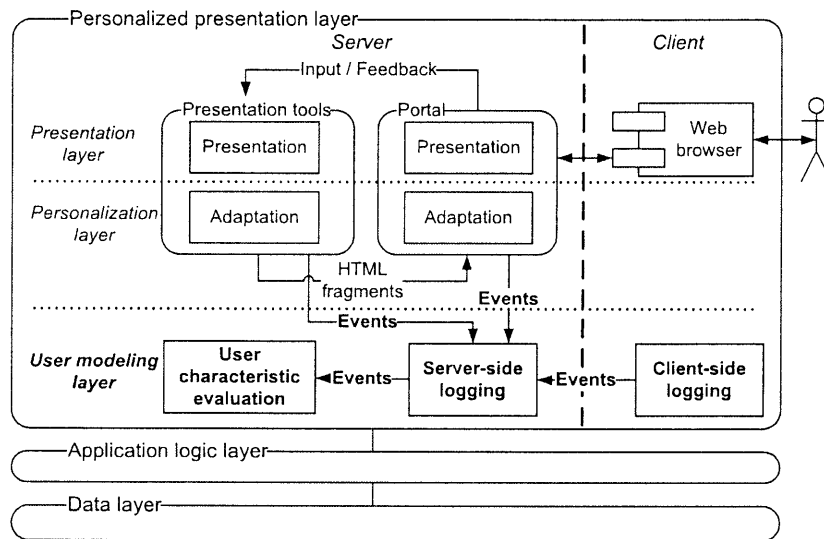 Personalized presentation layer
Server
Client
Input / Feedback
Presentation tools
Portal
Presentation
layer
Presentation
Presentation
Web
browser
Personalization
layer
Adaptation
Adaptation
HTML
fragments
Events
Events
User modeling
layer
User
characteristic
evaluation
Events
Server-side
logging
Events
Client-side
logging
Application logic layer
Data layer